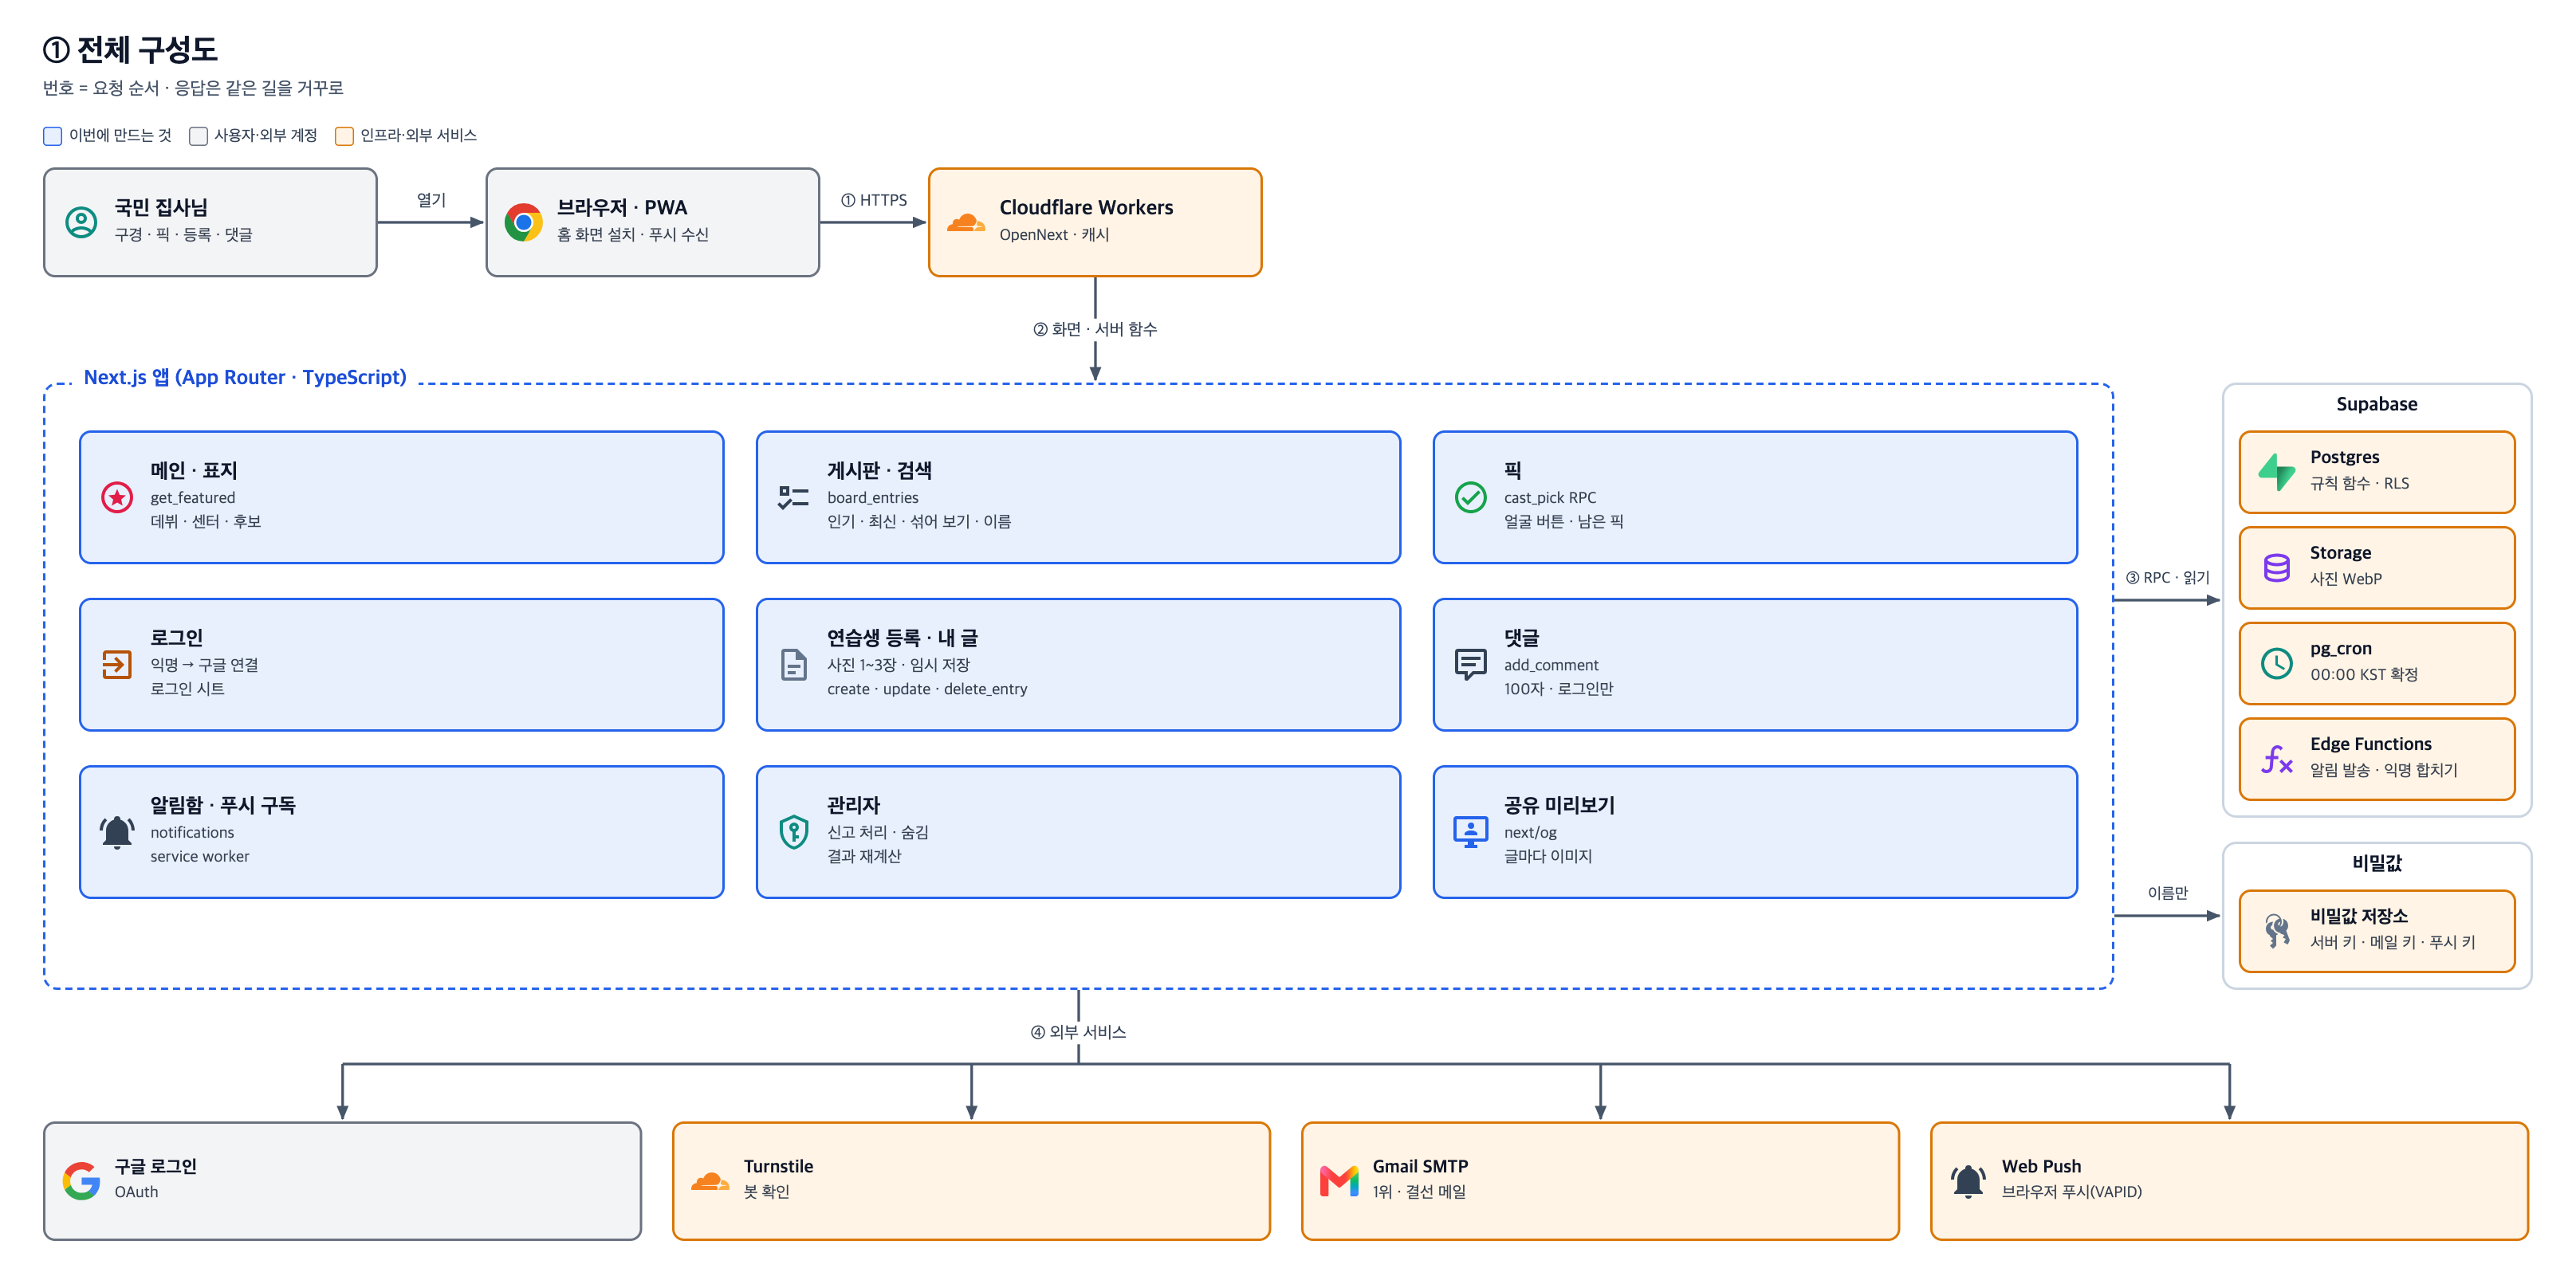 ① 전체 구성도
번호 = 요청 순서 · 응답은 같은 길을 거꾸로
이번에 만드는 것
사용자·외부 계정
인프라·외부 서비스
국민 집사님
구경 · 픽 · 등록 · 댓글
열기
브라우저 · PWA
홈 화면 설치 · 푸시 수신
① HTTPS
Cloudflare Workers
OpenNext · 캐시
② 화면 · 서버 함수
Next.js 앱 (App Router · TypeScript)
메인 · 표지
get_featured
데뷔 · 센터 · 후보
게시판 · 검색
board_entries
인기 · 최신 · 섞어 보기 · 이름
픽
cast_pick RPC
얼굴 버튼 · 남은 픽
로그인
익명 → 구글 연결
로그인 시트
연습생 등록 · 내 글
사진 1~3장 · 임시 저장
create · update · delete_entry
댓글
add_comment
100자 · 로그인만
알림함 · 푸시 구독
notifications
service worker
관리자
신고 처리 · 숨김
결과 재계산
공유 미리보기
next/og
글마다 이미지
③ RPC · 읽기
Supabase
Postgres
규칙 함수 · RLS
Storage
사진 WebP
pg_cron
00:00 KST 확정
Edge Functions
알림 발송 · 익명 합치기
이름만
비밀값
비밀값 저장소
서버 키 · 메일 키 · 푸시 키
④ 외부 서비스
구글 로그인
OAuth
Turnstile
봇 확인
Gmail SMTP
1위 · 결선 메일
Web Push
브라우저 푸시(VAPID)